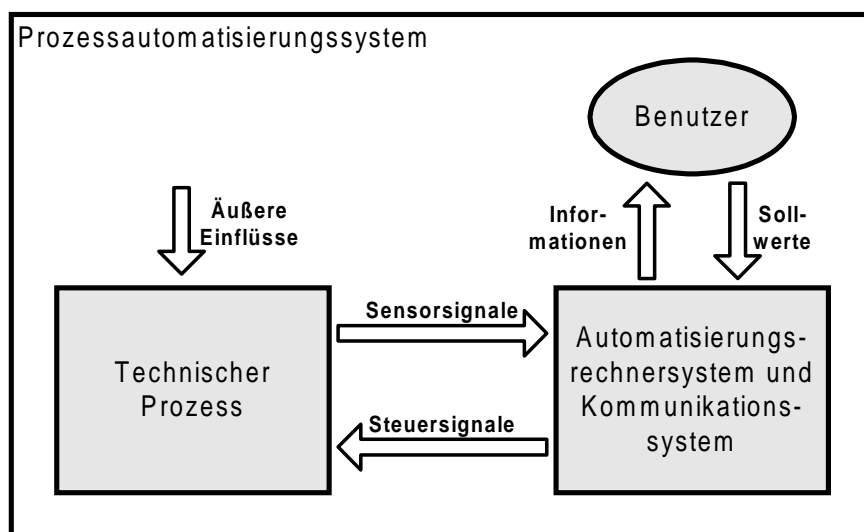 Prozessautomatisierungssystem
Benutzer
Äußere
Einflüsse
Infor-
mationen
Soll-
werte
Sensorsignale
Technischer
Prozess
Automatisierungs-
rechnersystem und
Kommunikations-
system
Steuersignale